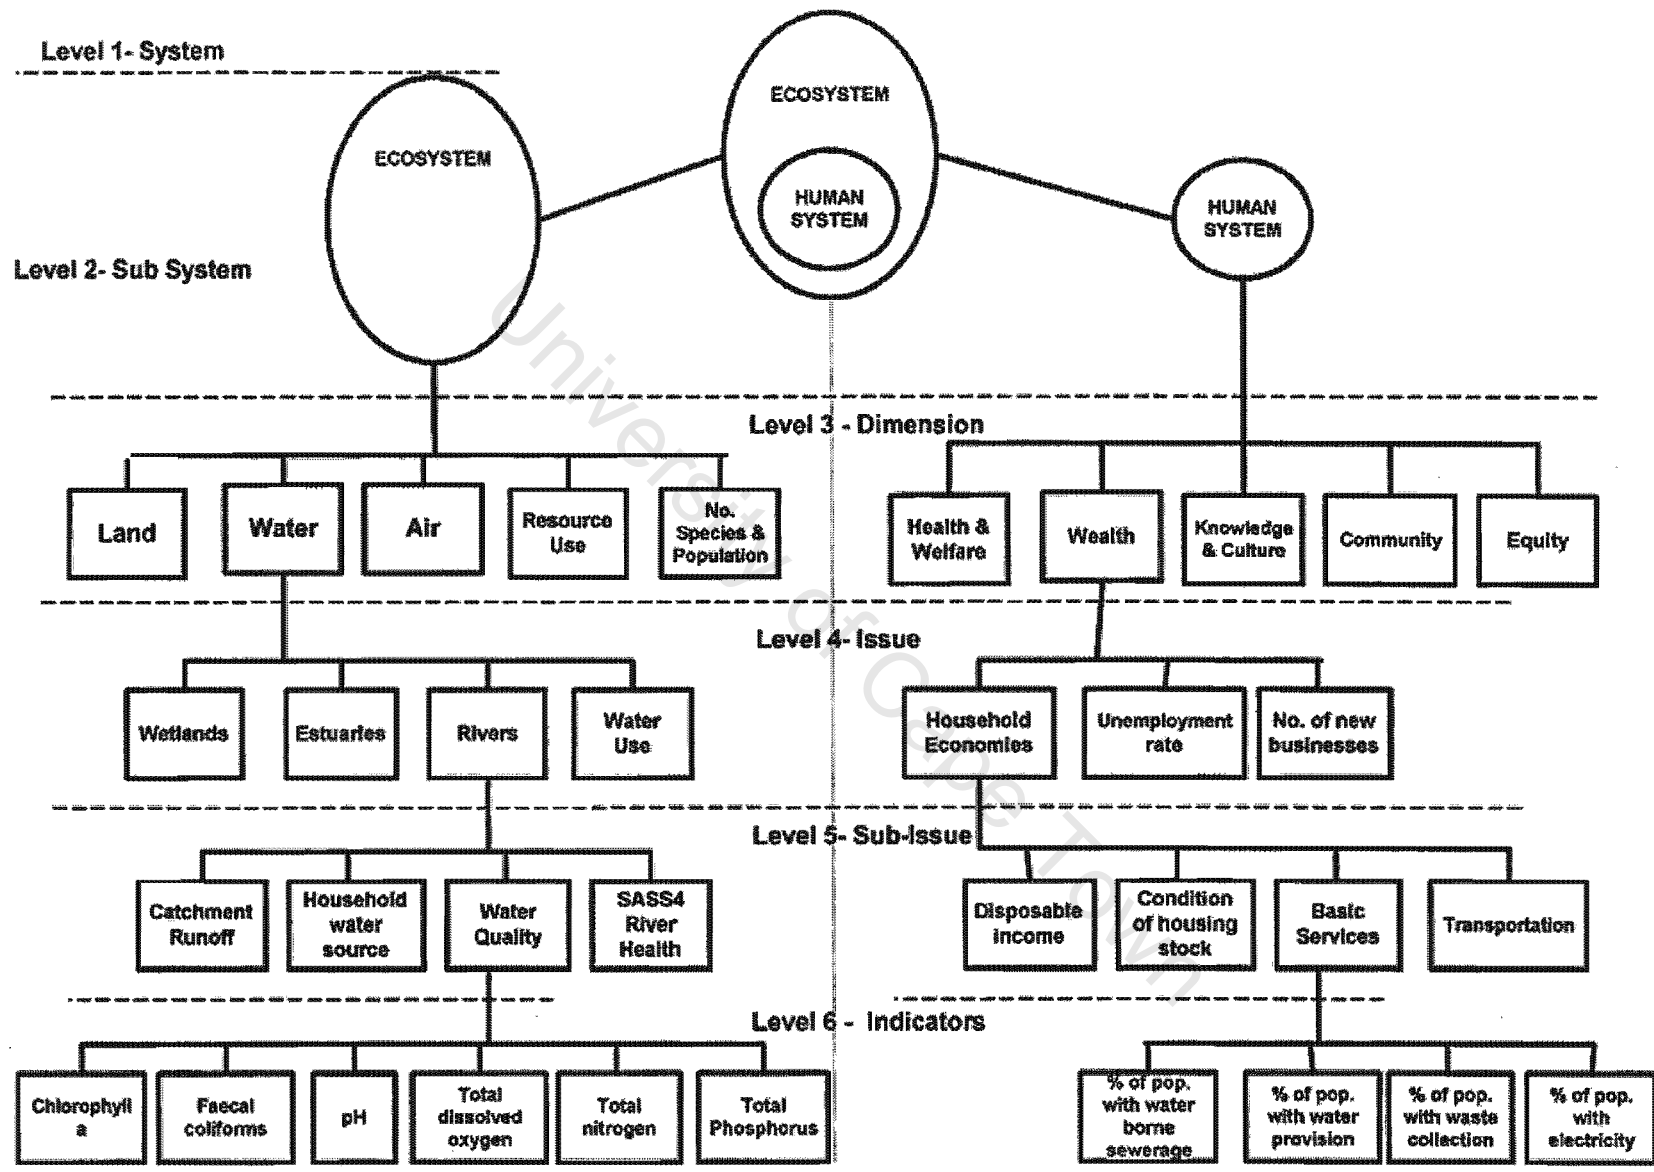 Level 1- System
ECOSYSTEM
ECOSYSTEM
HUMAN
SYSTEM
HUMAN
SYSTEM
Level 2- Sub System
Level 3 - Dimension
Land
Water
Air
Resource
Use
No.
Species &
Population
Health &
Welfare
Wealth
Knowledge
& Culture
Community
Equity
Level 4- Issue
Wetlands
Estuaries
Rivers
Water
Use
Household
Economies
Unemployment
rate
No. of new
businesses
Level 5- Sub-Issue
Catchment
Runoff
Household
water
source
Water
Quality
SASS4
River
Health
Disposable
income
Condition
of housing
stock
Basic
Services
Transportation
Level 6 - Indicators
Chlorophyll
a
Faecal
coliforms
pH
Total
dissolved
oxygen
Total
nitrogen
Total
Phosphorus
% of pop.
with water
borne
sewerage
% of pop.
with water
provision
% of pop.
with waste
collection
% of pop.
with
electricity
University of Cape Town